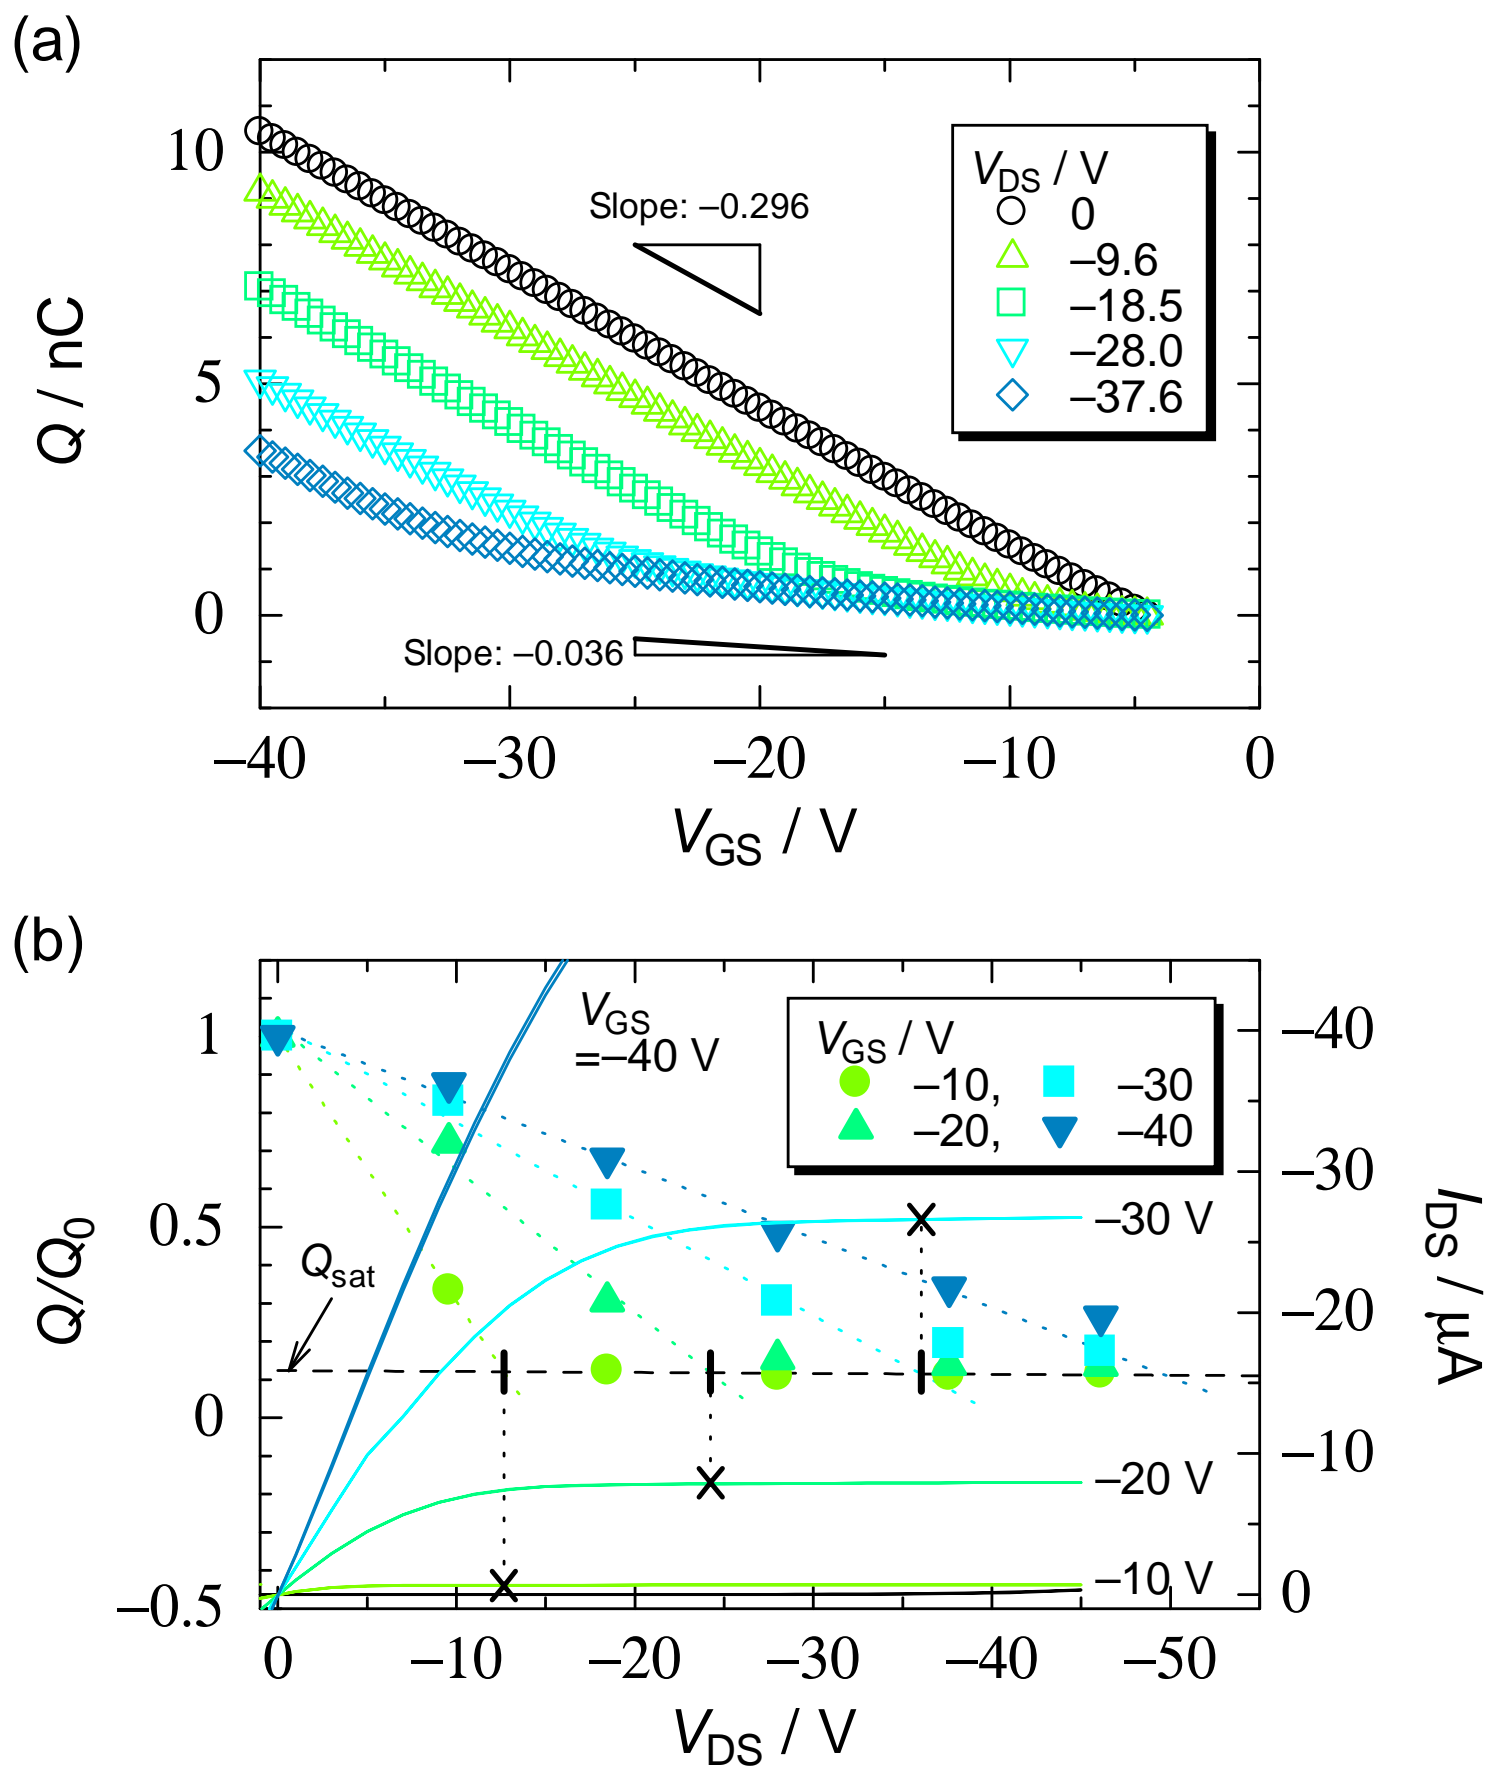 (a)
Q / nC
10
5
0
Slope: –0.296
Slope: –0.036
V_DS / V
0
–9.6
–18.5
–28.0
–37.6
–40
–30
–20
–10
0
V_GS / V
(b)
Q/Q_0
1
0.5
0
–0.5
Q_sat
V_GS
=–40 V
V_GS / V
–10,
–30
–20,
–40
–30 V
–20 V
–10 V
–40
–30
–20
–10
0
I_DS / μA
0
–10
–20
–30
–40
–50
V_DS / V